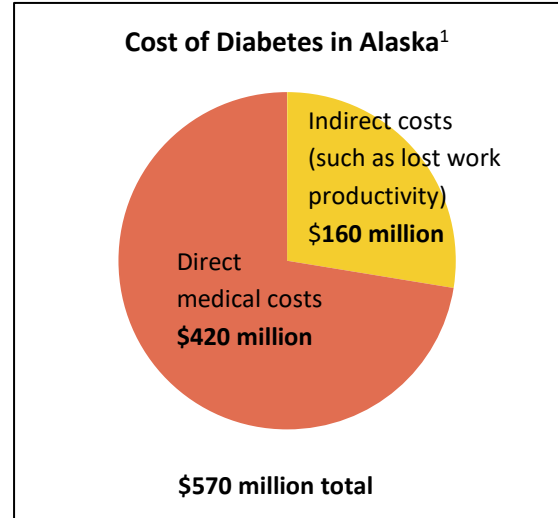 Cost of Diabetes in Alaska¹
Indirect costs
(such as lost work
productivity)
$160 million
Direct
medical costs
$420 million
$570 million total